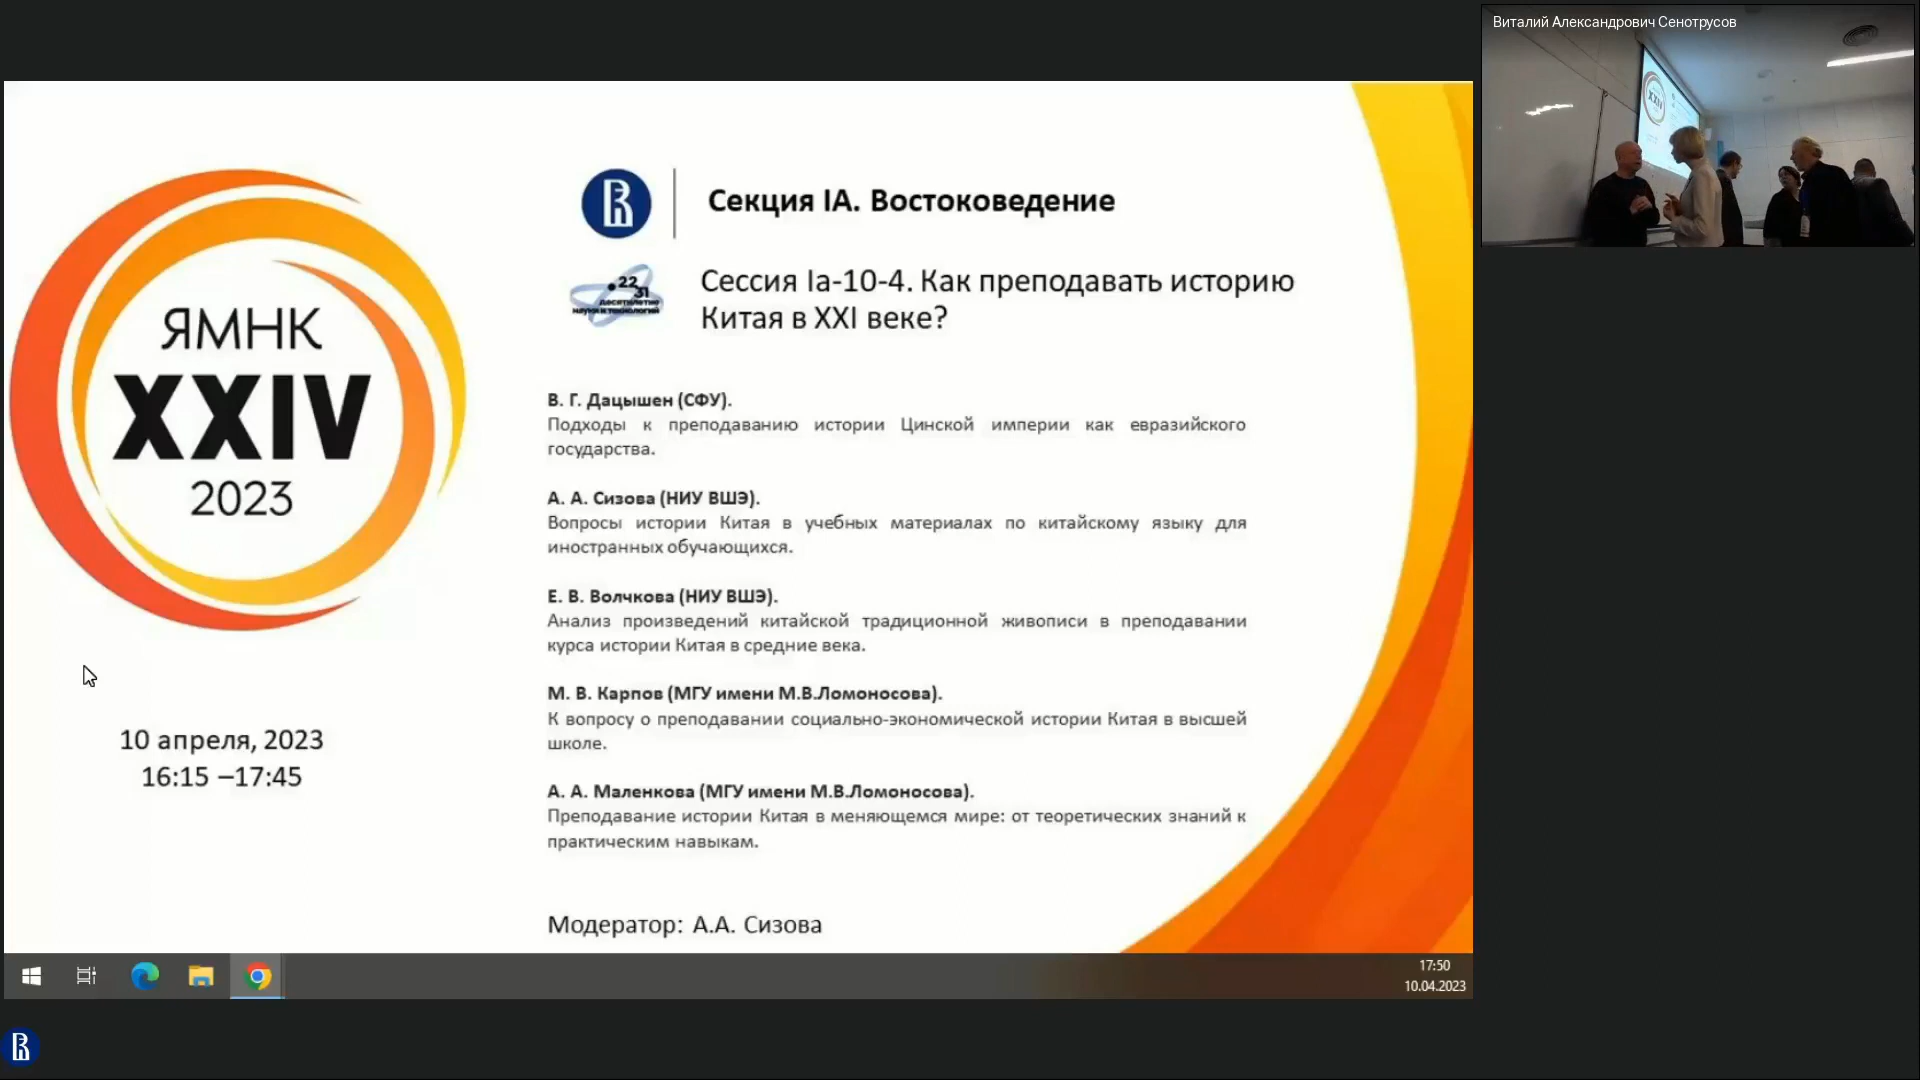 Виталий Александрович Сенотрусов
Секция IA. Востоковедение
22
31
десятилетие
науки и технологий
Сессия Ia-10-4. Как преподавать историю
Китая в XXI веке?
ЯМНК
XXIV
2023
10 апреля, 2023
16:15 –17:45
В. Г. Дацышен (СФУ).
Подходы к преподаванию истории Цинской империи как евразийского
государства.
А. А. Сизова (НИУ ВШЭ).
Вопросы истории Китая в учебных материалах по китайскому языку для
иностранных обучающихся.
Е. В. Волчкова (НИУ ВШЭ).
Анализ произведений китайской традиционной живописи в преподавании
курса истории Китая в средние века.
М. В. Карпов (МГУ имени М.В.Ломоносова).
К вопросу о преподавании социально-экономической истории Китая в высшей
школе.
А. А. Маленкова (МГУ имени М.В.Ломоносова).
Преподавание истории Китая в меняющемся мире: от теоретических знаний к
практическим навыкам.
Модератор: А.А. Сизова
17:50
10.04.2023